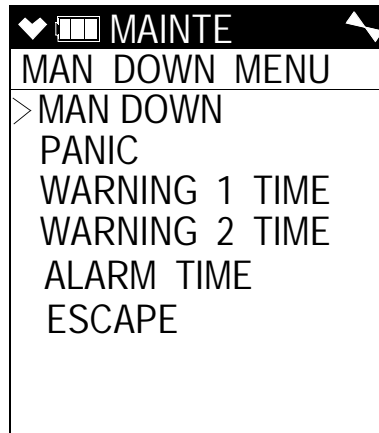 MAINTE
MAN DOWN MENU
>MAN DOWN
PANIC
WARNING 1 TIME
WARNING 2 TIME
ALARM TIME
ESCAPE